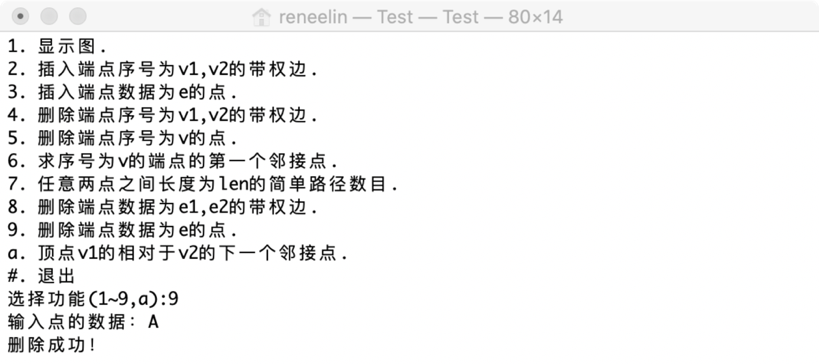 reneelin — Test — Test — 80×14
1. 显示图.
2. 插入端点序号为v1,v2的带权边.
3. 插入端点数据为e的点.
4. 删除端点序号为v1,v2的带权边.
5. 删除端点序号为v的点.
6. 求序号为v的端点的第一个邻接点.
7. 任意两点之间长度为len的简单路径数目.
8. 删除端点数据为e1,e2的带权边.
9. 删除端点数据为e的点.
a. 顶点v1的相对于v2的下一个邻接点.
#. 退出
选择功能(1~9,a):9
输入点的数据: A
删除成功!